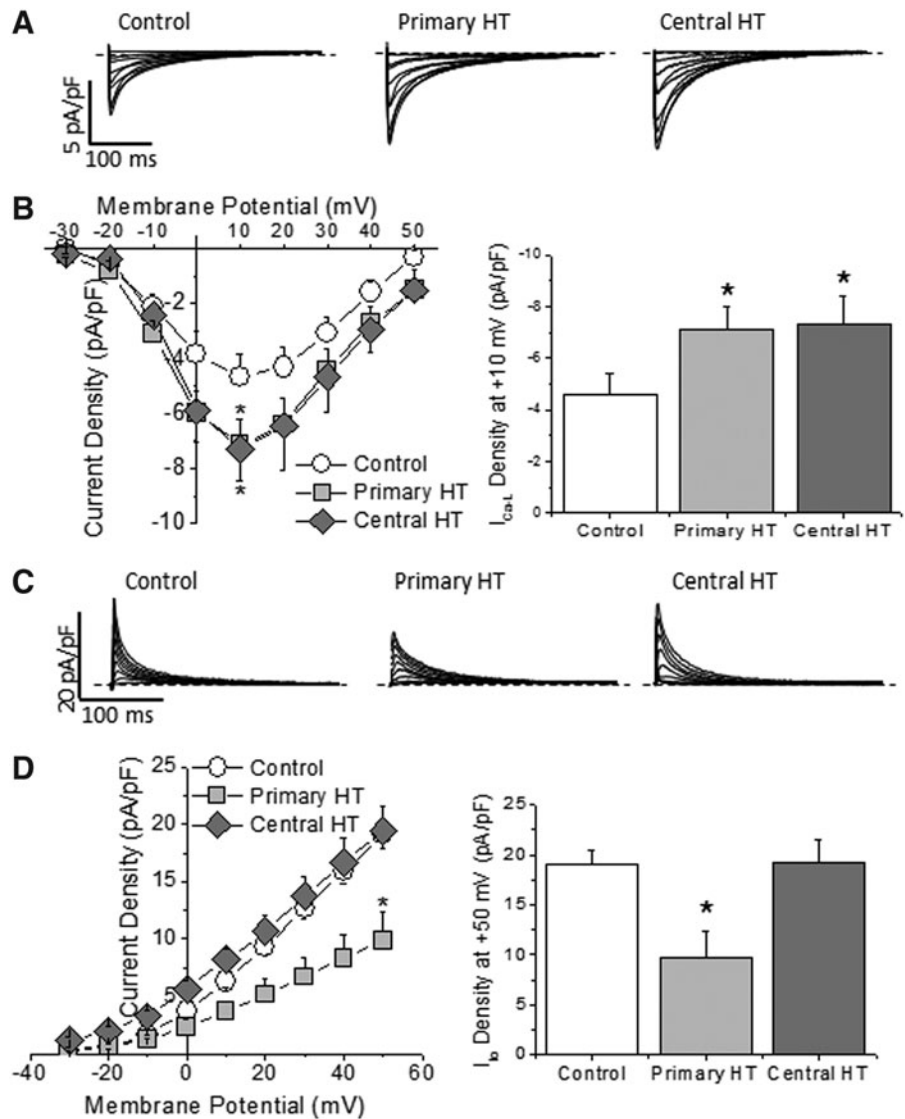 A
Control
Primary HT
Central HT
5 pA/pF
100 ms
B
Membrane Potential (mV)
-30 -20 -10 10 20 30 40 50
Current Density (pA/pF)
-2
-4
-6
-8
-10
*
*
Control
Primary HT
Central HT
I Ca-L Density at +10 mV (pA/pF)
-10
-8
-6
-4
-2
0
*
*
Control Primary HT Central HT
C
Control
Primary HT
Central HT
20 pA/pF
100 ms
D
Current Density (pA/pF)
25
20
15
10
5
Control
Primary HT
Central HT
*
-40 -20 0 20 40 60
Membrane Potential (mV)
I to Density at +50 mV (pA/pF)
25
20
15
10
5
0
*
Control Primary HT Central HT